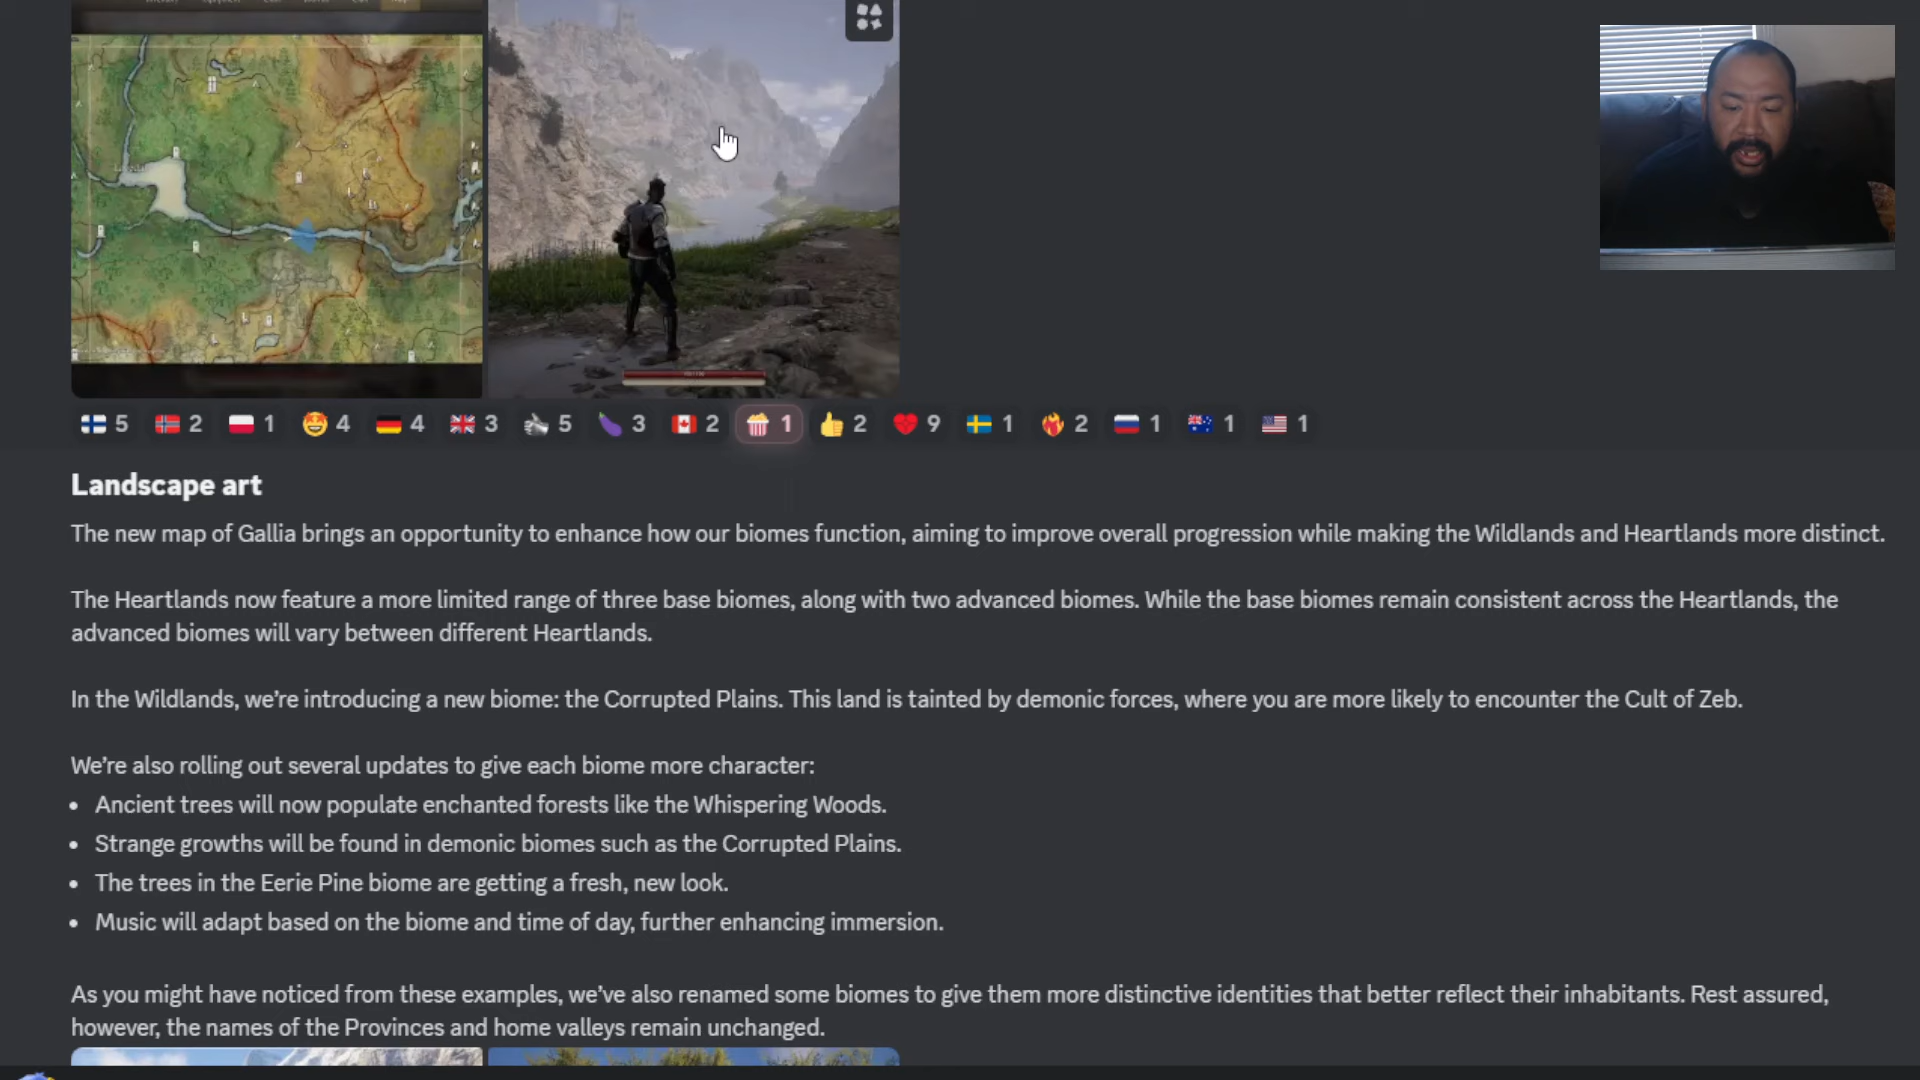 5 2 1 4 4 3 5 3 2 1 2 9 1 2 1 1 1
Landscape art
The new map of Gallia brings an opportunity to enhance how our biomes function, aiming to improve overall progression while making the Wildlands and Heartlands more distinct.
The Heartlands now feature a more limited range of three base biomes, along with two advanced biomes. While the base biomes remain consistent across the Heartlands, the
advanced biomes will vary between different Heartlands.
In the Wildlands, we’re introducing a new biome: the Corrupted Plains. This land is tainted by demonic forces, where you are more likely to encounter the Cult of Zeb.
We’re also rolling out several updates to give each biome more character:
• Ancient trees will now populate enchanted forests like the Whispering Woods.
• Strange growths will be found in demonic biomes such as the Corrupted Plains.
• The trees in the Eerie Pine biome are getting a fresh, new look.
• Music will adapt based on the biome and time of day, further enhancing immersion.
As you might have noticed from these examples, we’ve also renamed some biomes to give them more distinctive identities that better reflect their inhabitants. Rest assured,
however, the names of the Provinces and home valleys remain unchanged.